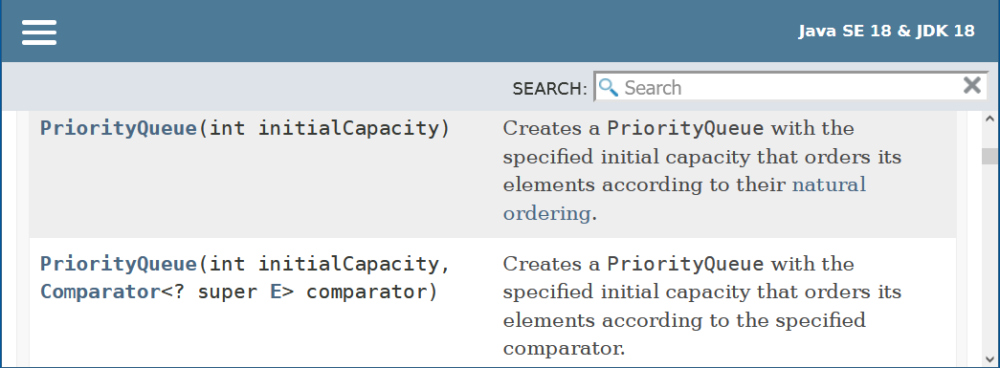 Java SE 18 & JDK 18
SEARCH: Search
PriorityQueue(int initialCapacity)
Creates a PriorityQueue with the
specified initial capacity that orders its
elements according to their natural
ordering.
PriorityQueue(int initialCapacity,
Comparator<? super E> comparator)
Creates a PriorityQueue with the
specified initial capacity that orders its
elements according to the specified
comparator.